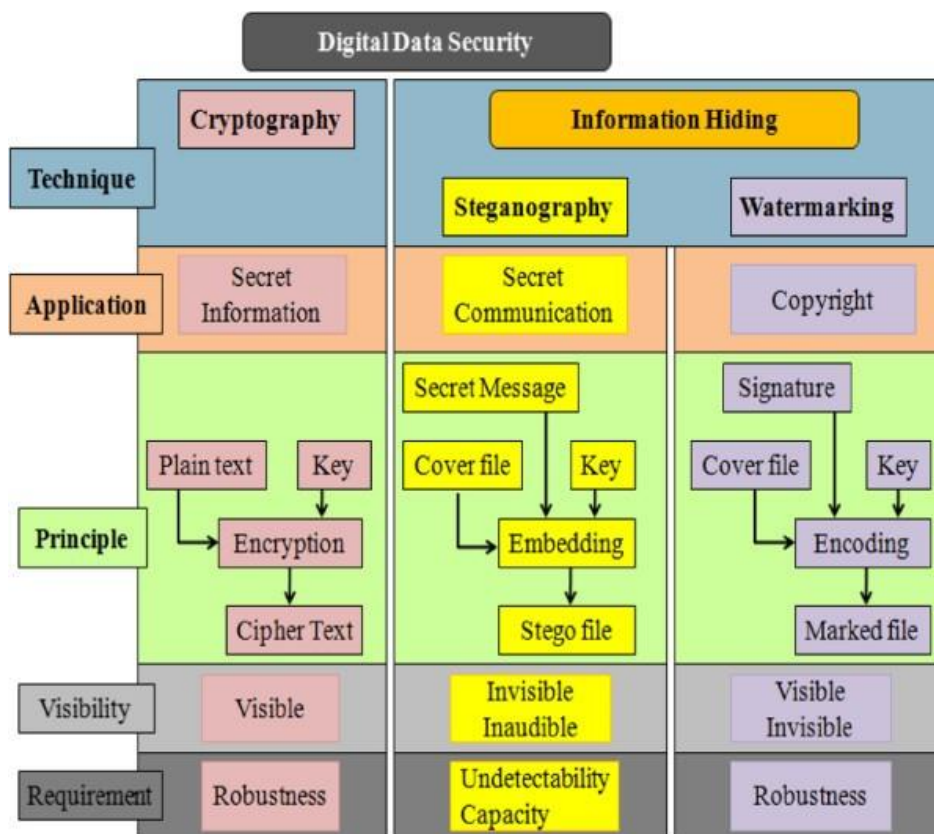 Digital Data Security
Cryptography
Information Hiding
Technique
Steganography
Watermarking
Application
Secret
Information
Secret
Communication
Copyright
Principle
Plain text
Key
Encryption
Cipher Text
Secret Message
Cover file
Key
Embedding
Stego file
Signature
Cover file
Key
Encoding
Marked file
Visibility
Visible
Invisible
Inaudible
Visible
Invisible
Requirement
Robustness
Undetectability
Capacity
Robustness